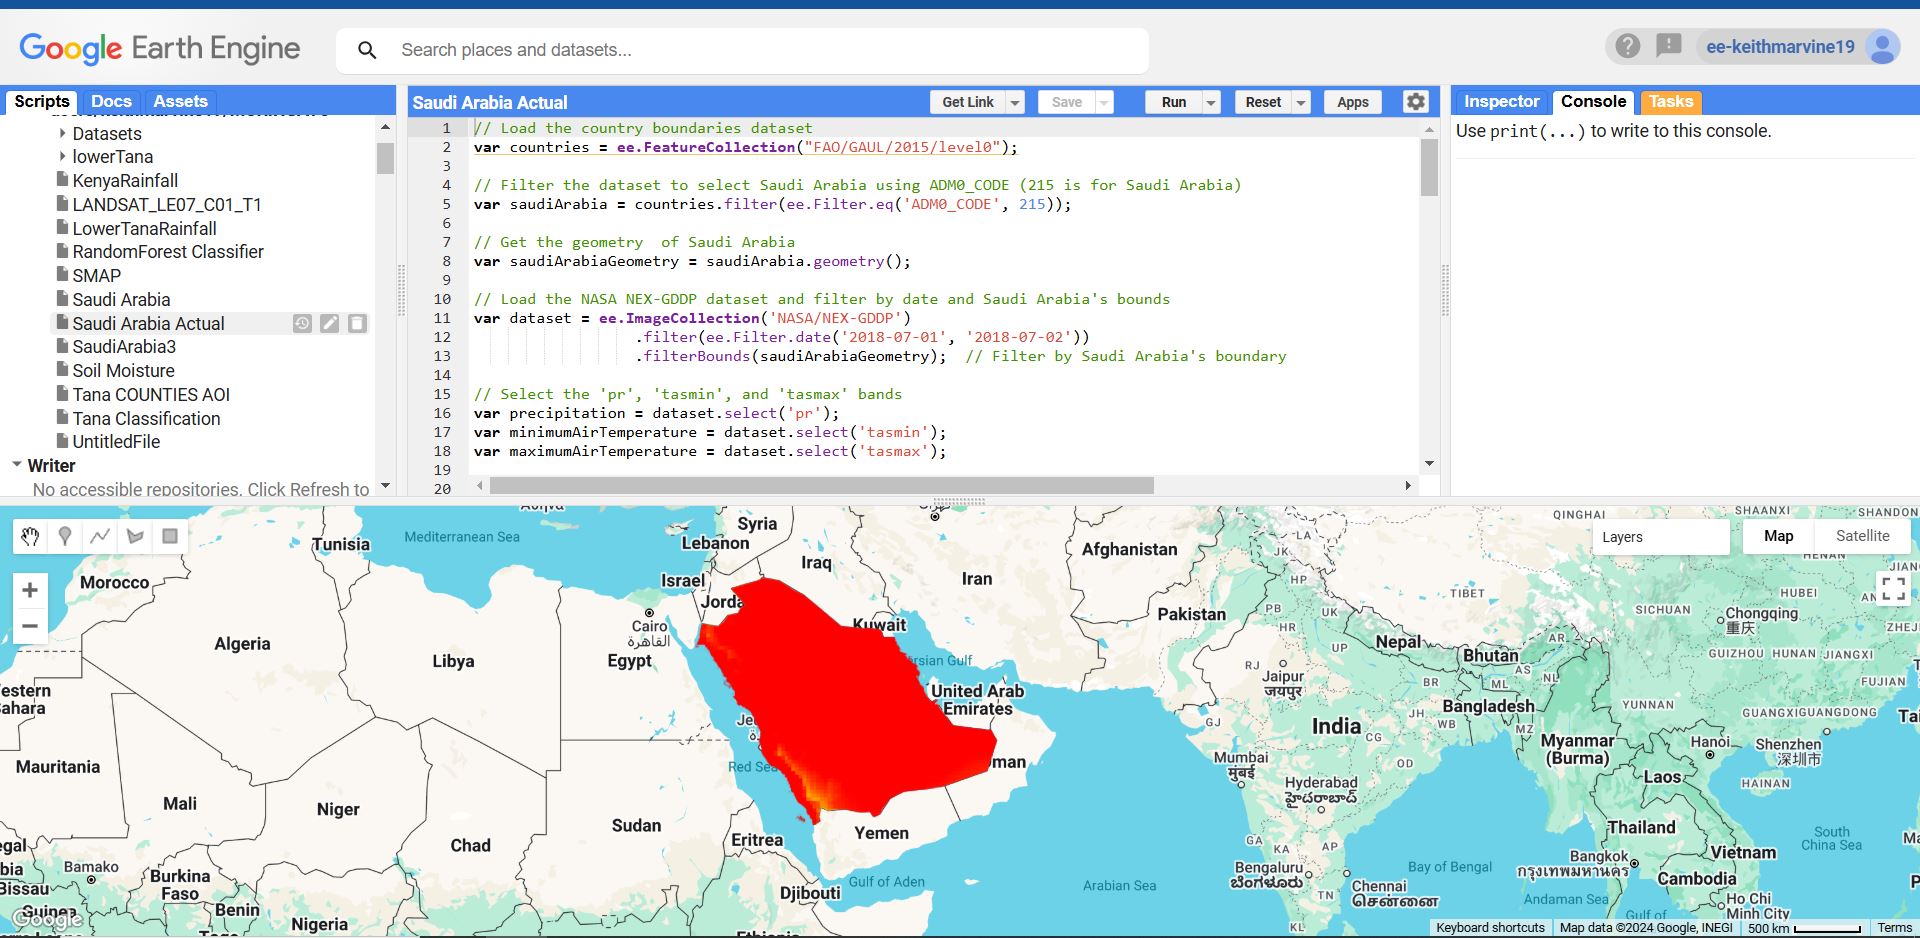 Google Earth Engine
Search places and datasets...
ee-keithmarvine19
Scripts Docs Assets
Datasets
lowerTana
KenyaRainfall
LANDSAT_LE07_C01_T1
LowerTanaRainfall
RandomForest Classifier
SMAP
Saudi Arabia
Saudi Arabia Actual
SaudiArabia3
Soil Moisture
Tana COUNTIES AOI
Tana Classification
UntitledFile
Writer
No accessible repositories. Click Refresh to
Saudi Arabia Actual
Get Link Save Run Reset Apps
1 // Load the country boundaries dataset
2 var countries = ee.FeatureCollection("FAO/GAUL/2015/level0");
3
4 // Filter the dataset to select Saudi Arabia using ADM0_CODE (215 is for Saudi Arabia)
5 var saudiArabia = countries.filter(ee.Filter.eq('ADM0_CODE', 215));
6
7 // Get the geometry  of Saudi Arabia
8 var saudiArabiaGeometry = saudiArabia.geometry();
9
10 // Load the NASA NEX-GDDP dataset and filter by date and Saudi Arabia's bounds
11 var dataset = ee.ImageCollection('NASA/NEX-GDDP')
12 .filter(ee.Filter.date('2018-07-01', '2018-07-02'))
13 .filterBounds(saudiArabiaGeometry);  // Filter by Saudi Arabia's boundary
14
15 // Select the 'pr', 'tasmin', and 'tasmax' bands
16 var precipitation = dataset.select('pr');
17 var minimumAirTemperature = dataset.select('tasmin');
18 var maximumAirTemperature = dataset.select('tasmax');
19
20
Inspector Console Tasks
Use print(...) to write to this console.
Layers
Map Satellite
Tunisia
Mediterranean Sea
Syria
Lebanon
Iraq
Israel
Jorda
Iran
Afghanistan
Pakistan
Kuwait
Morocco
Algeria
Libya
Cairo
القاهرة
Egypt
rsian Gulf
United Arab
Emirates
Je
Red Sea
man
Yemen
estern
ahara
Mauritania
Mali
Niger
Chad
Sudan
Eritrea
Djibouti
Gulf of Aden
Ethiopia
egal
bia
Bissau
Guinea
Bamako
Burkina
Faso
Benin
Togo
Nigeria
Google
Arabian Sea
QINGHAI
SHAANXI
SHANDON
HENAN
JIANG
AN
LA
JK
HP
PB
UK
HR
TIBET
SICHUAN
HUBEI
Chongqing
重庆
ZHEJI
Nepal
UP
RJ
Jaipur
जयपुर
Bhutan
AR
AS
NL
ML
BR
GUIZHOU HUNAN JIANGXI
FUJIAN
Bangladesh
YUNNAN
GUANGXI GUANGDONG
Tai
GJ
India
CG
JH
WB
MZ
Myanmar
(Burma)
Hanoi
Shenzhen
深圳市
Mumbai
मुंबई
OD
Hyderabad
హైదరాబాద్
Laos
HAINAN
GA
KA
AP
Thailand
South
China Sea
Ma
Bengaluru
ಬೆಂಗಳೂರು
TN
Chennai
சென்னை
KL
Bay of Bengal
Bangkok
กรุงเทพมหานคร
Vietnam
Cambodia
P
Andaman Sea
Gulf of
Ho Chi
Minh City
Keyboard shortcuts Map data ©2024 Google, INEGI 500 km Terms